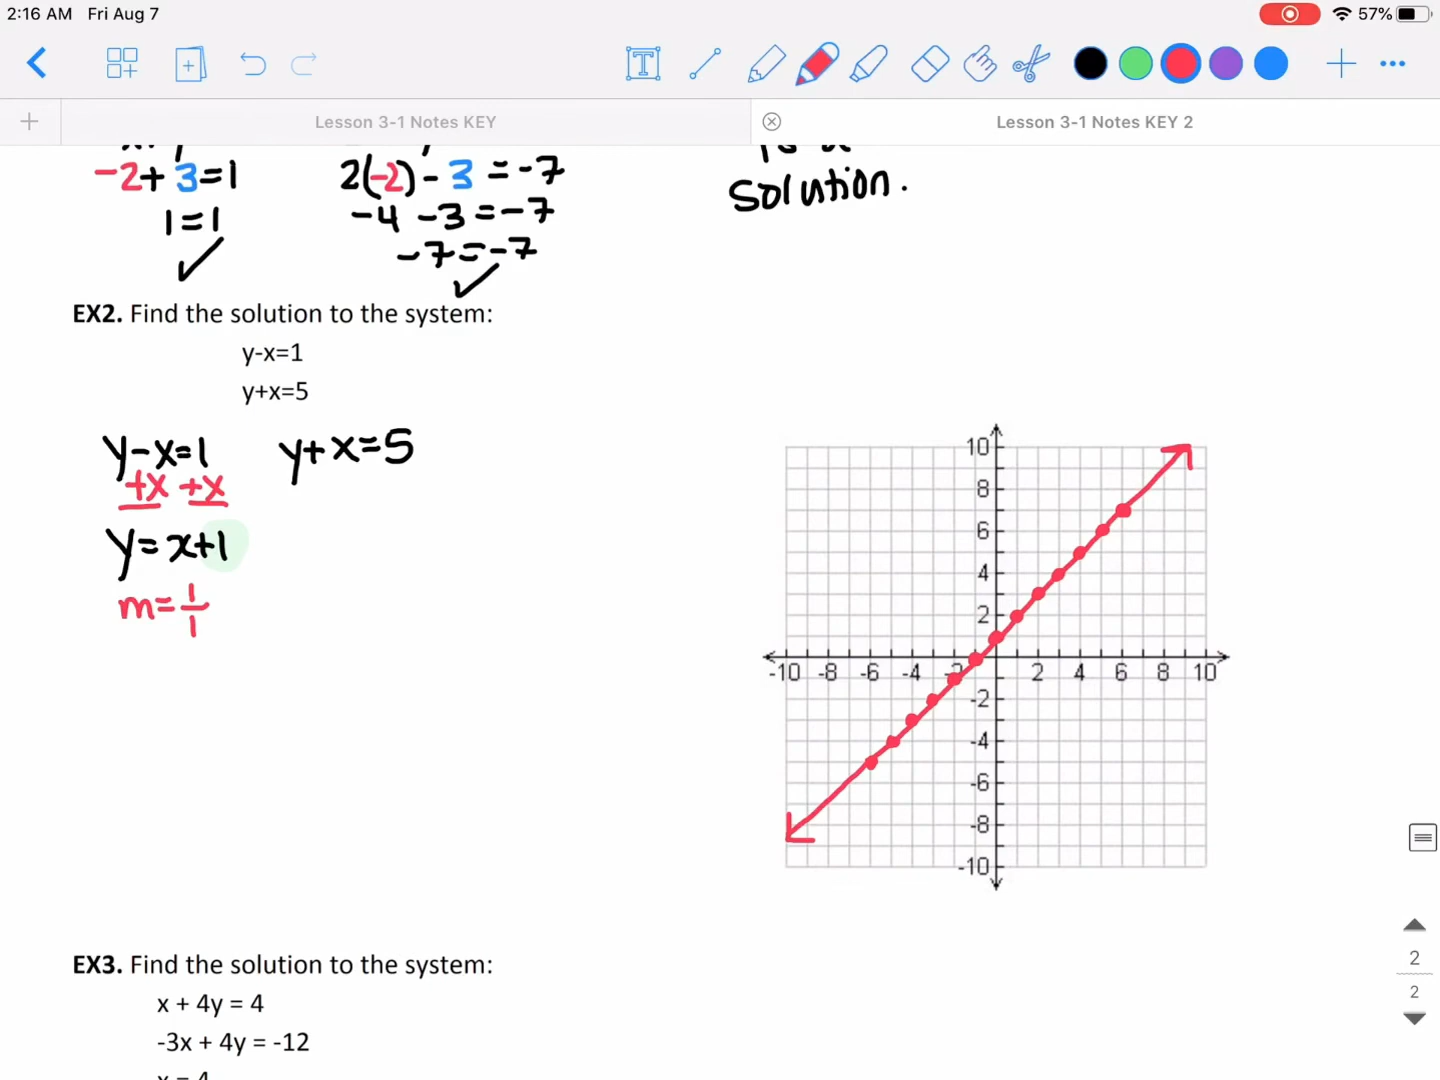 2:16 AM Fri Aug 7 57%
T
Lesson 3-1 Notes KEY
Lesson 3-1 Notes KEY 2
-2+ 3=1
1=1
2(-2)- 3 =-7
-4 -3=-7
-7=-7
solution.
EX2. Find the solution to the system:
y-x=1
y+x=5
y-x=1
+x +x
y=x+1
m=1/1
y+x=5
10
8
6
4
2
-10 -8 -6 -4 -2 2 4 6 8 10
-2
-4
-6
-8
-10
EX3. Find the solution to the system:
x + 4y = 4
-3x + 4y = -12
2
2